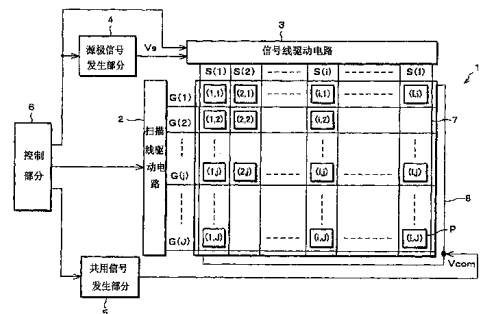 4
源极信号
发生部分
Vs
3
信号线驱动电路
1
S(1) S(2) S(i) S(I)
6
控制
部分
2
扫描线驱动电路
G(1)
(1,1) (2,1) (i,1) (I,1)
7
G(2)
(1,2) (2,2) (i,2)
(1,j) (2,j) (i,j) (I,j)
G(j)
8
P
(1,J) (i,J) (I,J)
G(J)
Vcom
共用信号
发生部分
5